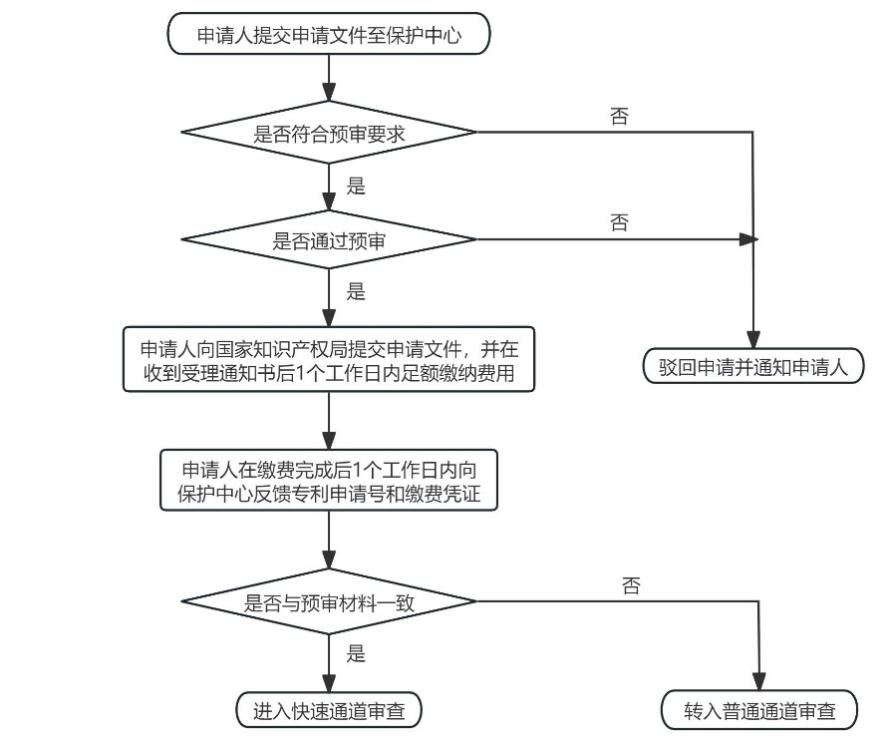 申请人提交申请文件至保护中心
是否符合预审要求
否
是
是否通过预审
否
是
申请人向国家知识产权局提交申请文件，并在
收到受理通知书后1个工作日内足额缴纳费用
驳回申请并通知申请人
申请人在缴费完成后1个工作日内向
保护中心反馈专利申请号和缴费凭证
是否与预审材料一致
否
是
进入快速通道审查
转入普通通道审查